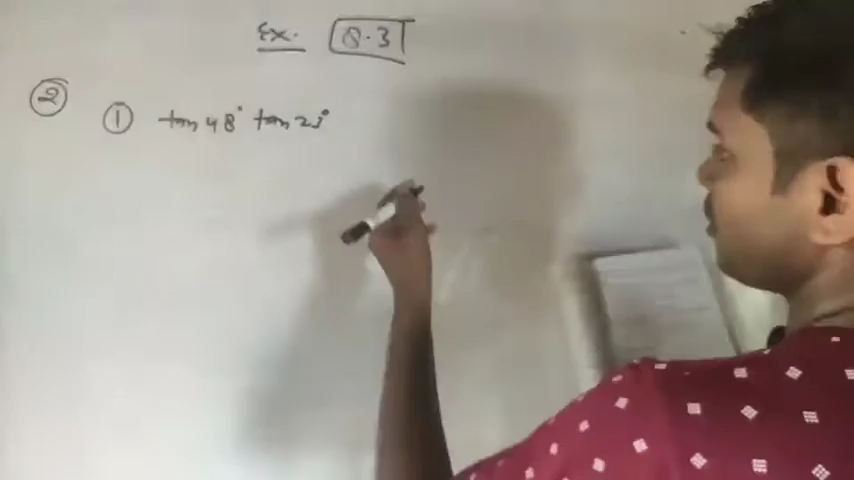 Ex. 8.3
② ① tan 48° tan 23°